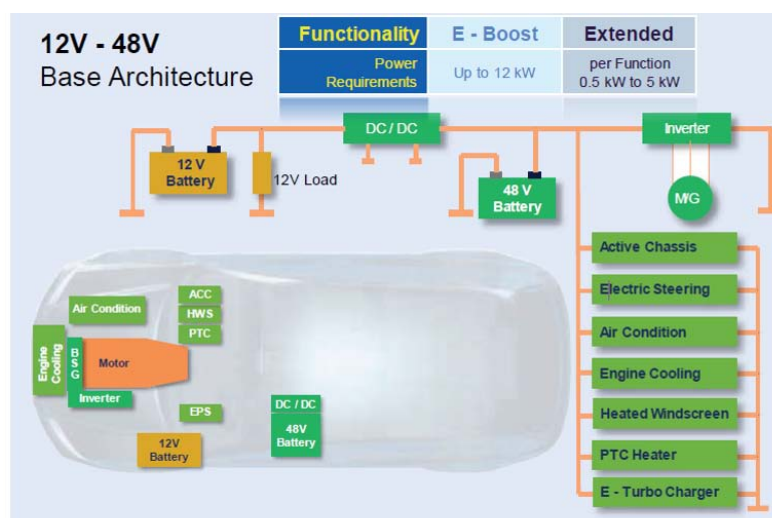 12V - 48V
Base Architecture
Functionality
E - Boost
Extended
Power
Requirements
Up to 12 kW
per Function
0.5 kW to 5 kW
DC / DC
Inverter
12 V
Battery
12V Load
48 V
Battery
M/G
Active Chassis
Electric Steering
Air Condition
Engine Cooling
Heated Windscreen
PTC Heater
E - Turbo Charger
Air Condition
ACC
HWS
PTC
Engine
Cooling
B
S
G
Motor
Inverter
EPS
12V
Battery
DC / DC
48V
Battery